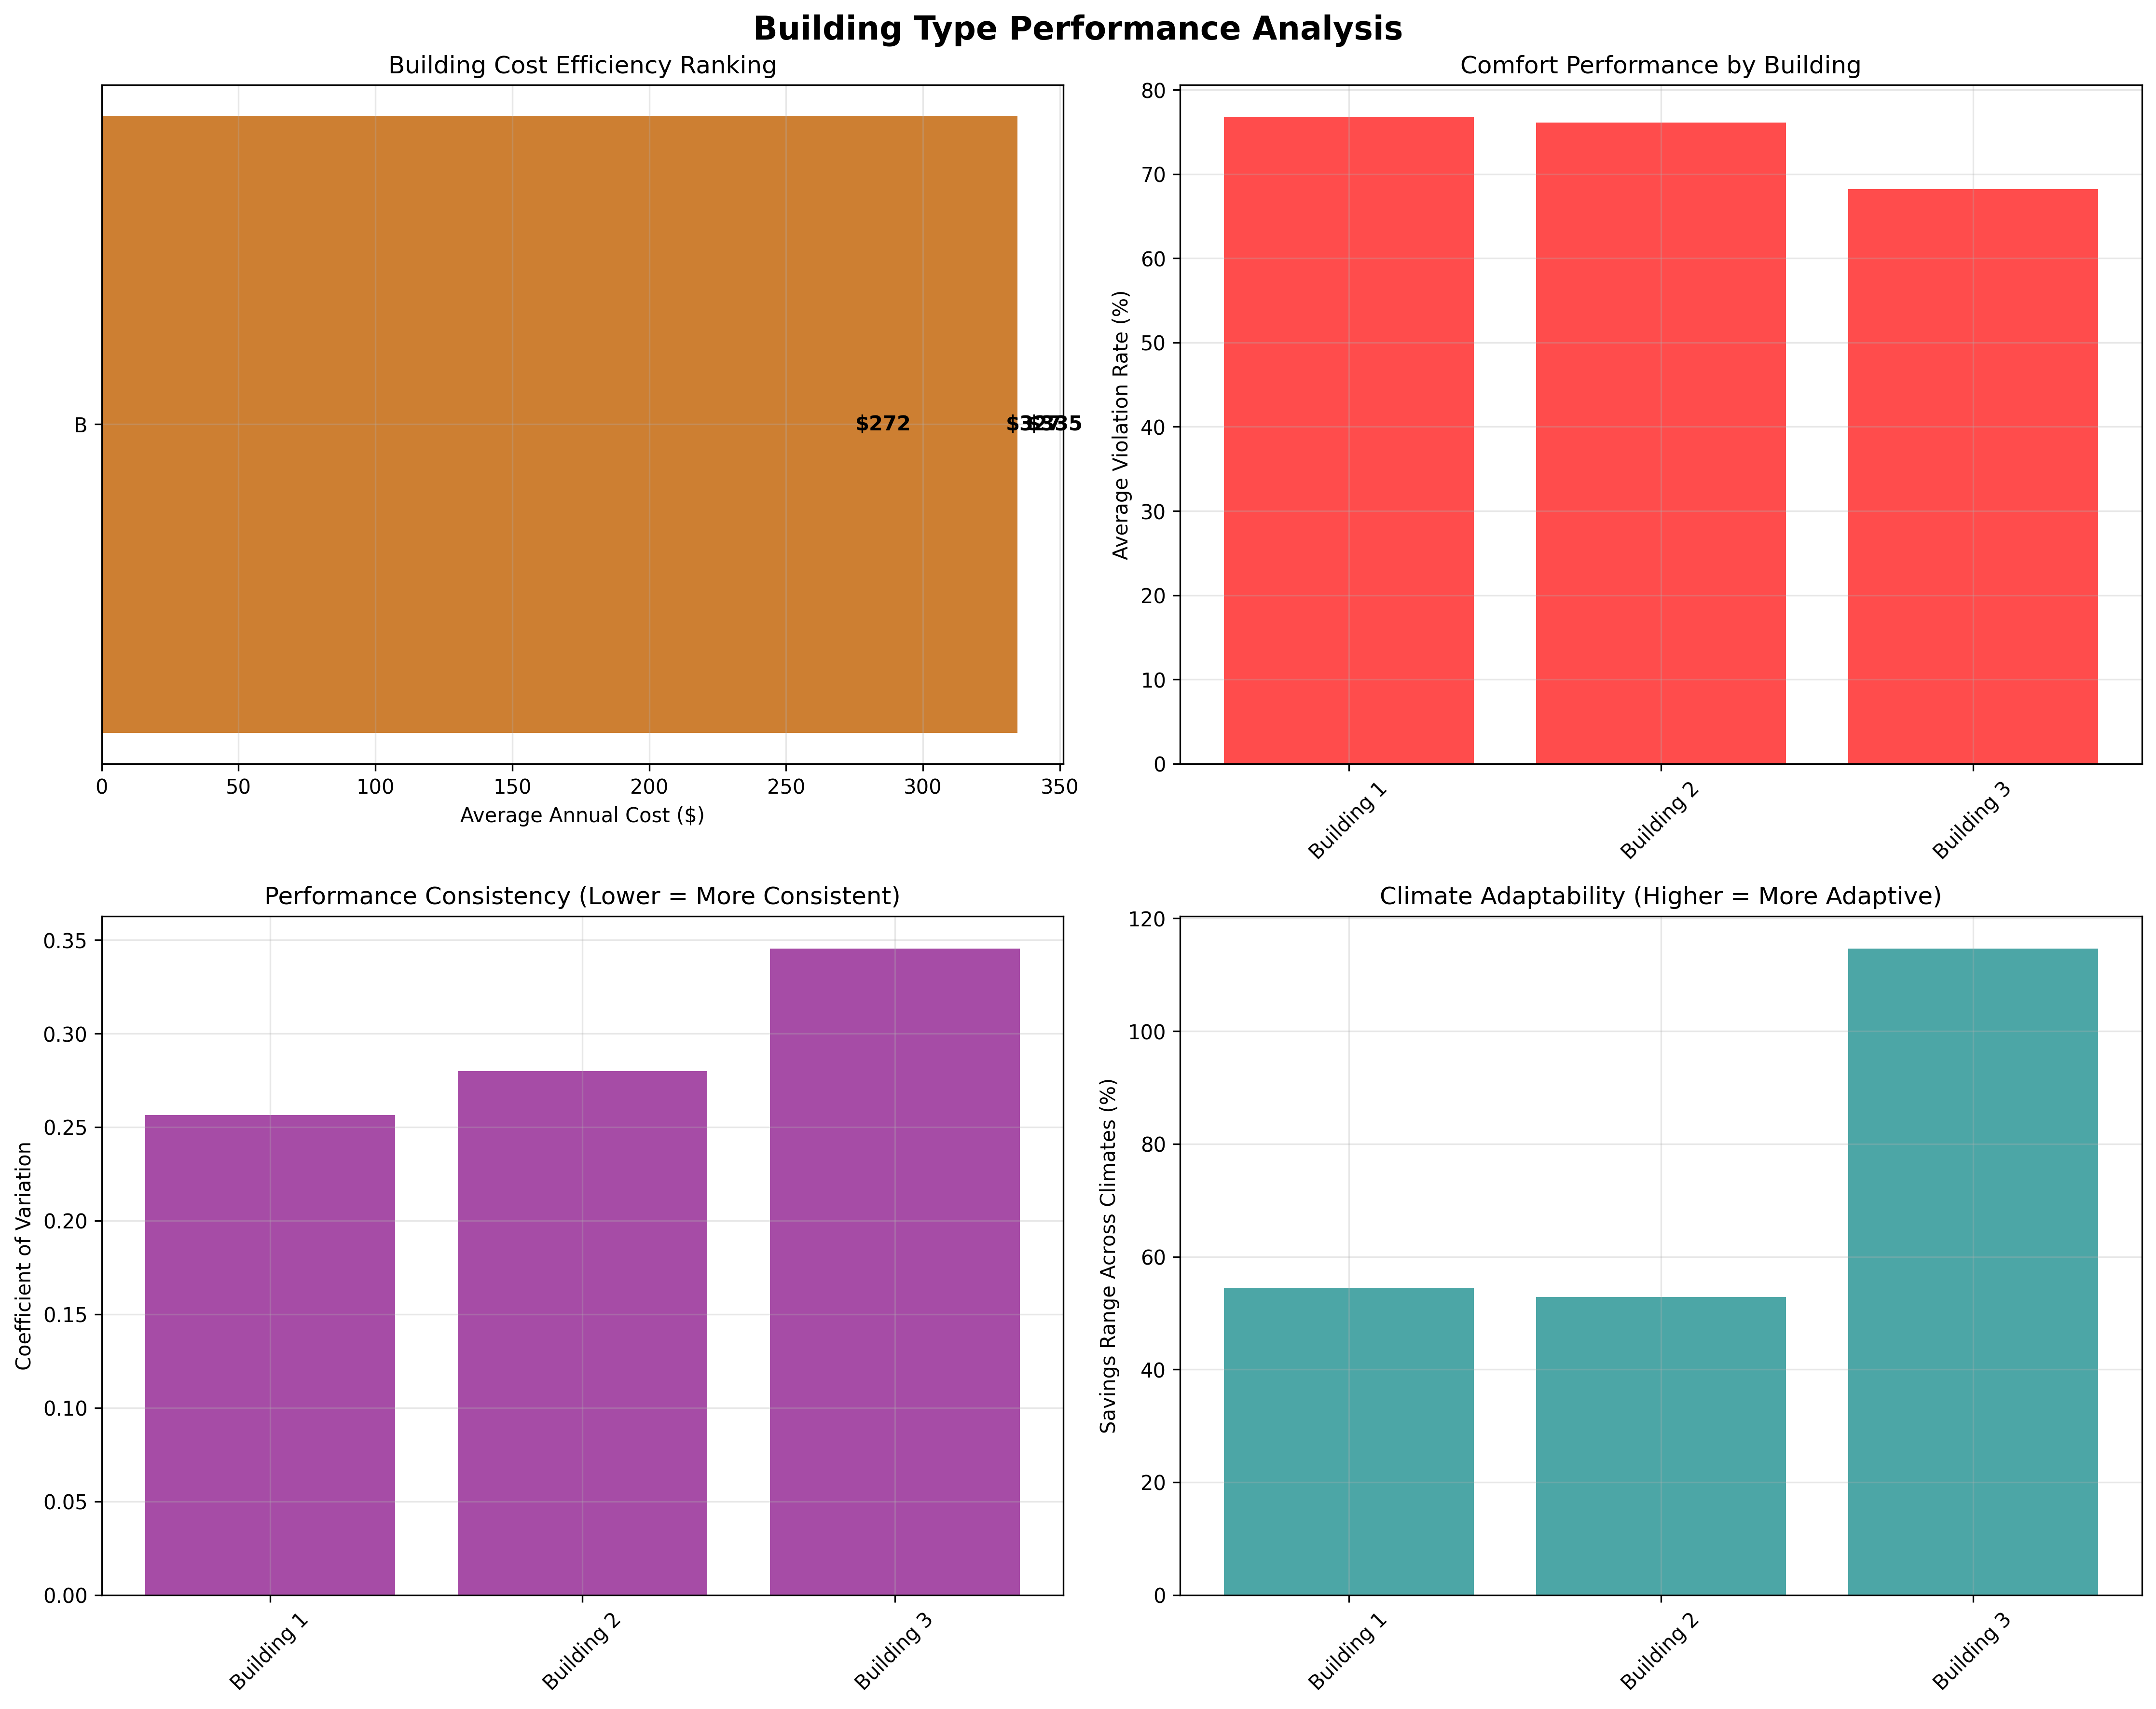 Building Type Performance Analysis
Building Cost Efficiency Ranking
B
$272
$327
$335
0 50 100 150 200 250 300 350
Average Annual Cost ($)
Comfort Performance by Building
80
70
60
50
40
30
20
10
0
Average Violation Rate (%)
Building 1
Building 2
Building 3
Performance Consistency (Lower = More Consistent)
0.35
0.30
0.25
0.20
0.15
0.10
0.05
0.00
Coefficient of Variation
Building 1
Building 2
Building 3
Climate Adaptability (Higher = More Adaptive)
120
100
80
60
40
20
0
Savings Range Across Climates (%)
Building 1
Building 2
Building 3